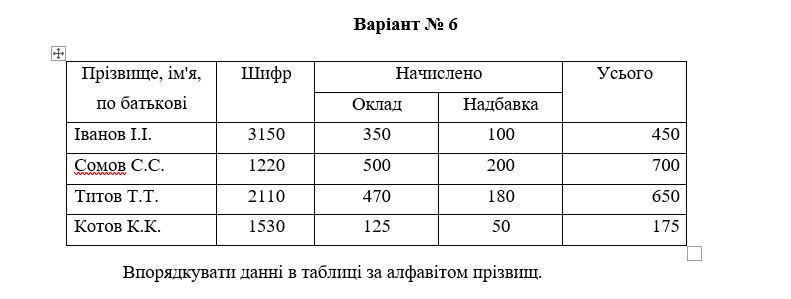 Варіант № 6
Прізвище, ім'я, по батькові Шифр Начислено Усього
Оклад Надбавка
Іванов І.І. 3150 350 100 450
Сомов С.С. 1220 500 200 700
Титов Т.Т. 2110 470 180 650
Котов К.К. 1530 125 50 175
Впорядкувати данні в таблиці за алфавітом прізвищ.